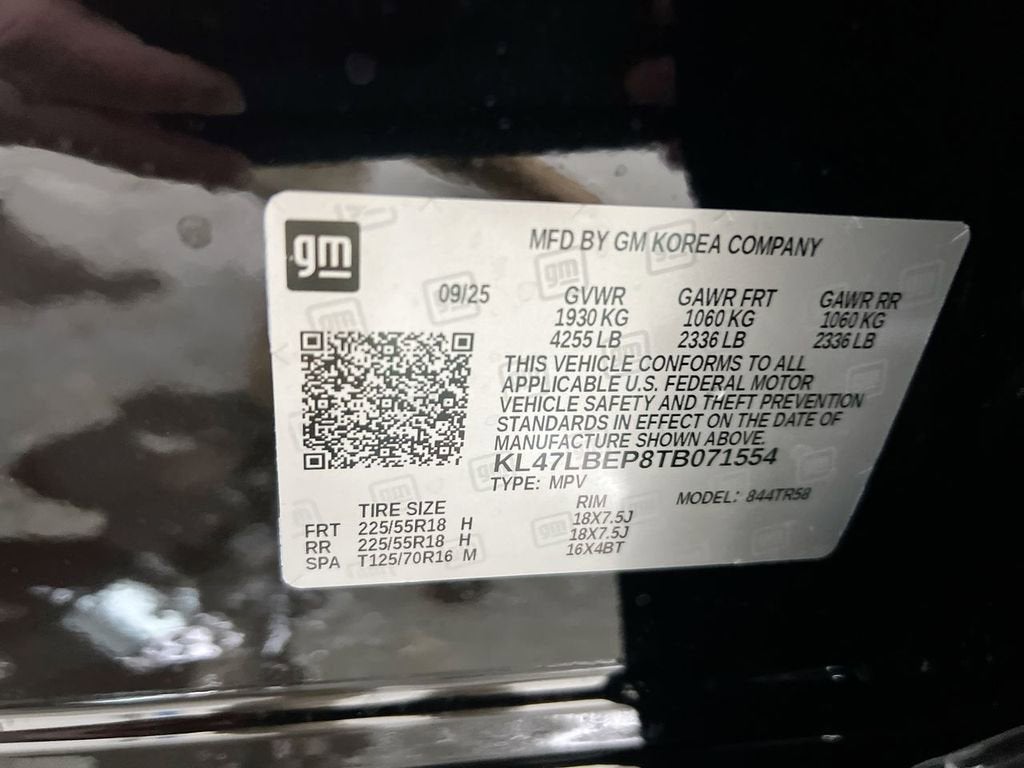 gm
MFD BY GM KOREA COMPANY
09/25 GVWR GAWR FRT GAWR RR
1930 KG 1060 KG 1060 KG
4255 LB 2336 LB 2336 LB
THIS VEHICLE CONFORMS TO ALL
APPLICABLE U.S. FEDERAL MOTOR
VEHICLE SAFETY AND THEFT PREVENTION
STANDARDS IN EFFECT ON THE DATE OF
MANUFACTURE SHOWN ABOVE.
KL47LBEP8TB071554
TYPE: MPV MODEL: 844TR58
TIRE SIZE RIM
FRT 225/55R18 H 18X7.5J
RR 225/55R18 H 18X7.5J
SPA T125/70R16 M 16X4BT